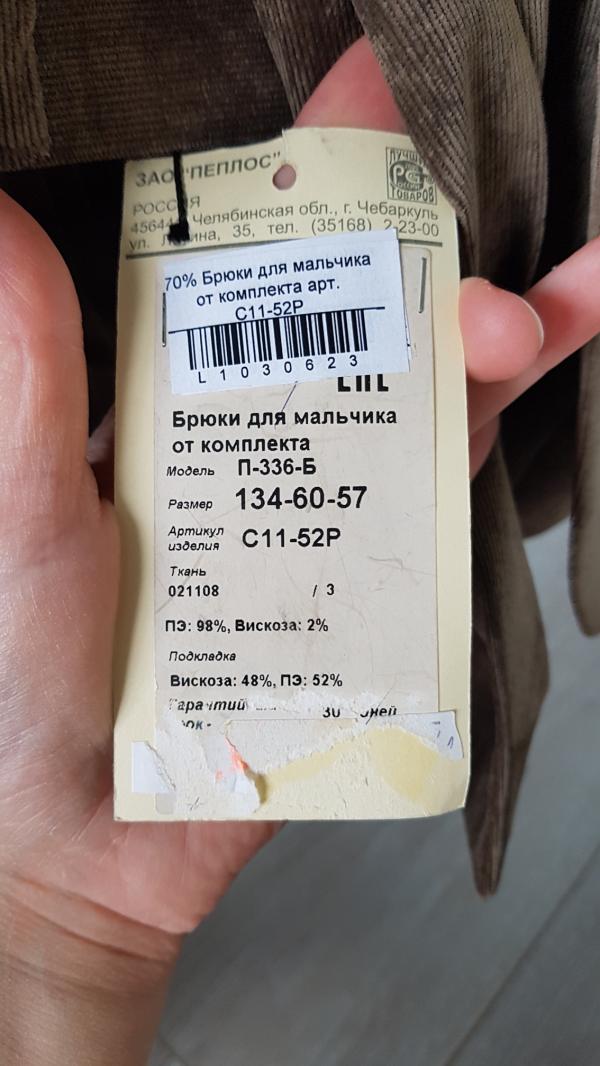 ЗАО "ПЕПЛОС"
РОССИЯ
Челябинская обл., г. Чебаркуль
ул. 35, тел. (35168) 2-23-00
ТОВАРОВ
70% Брюки для мальчика
от комплекта арт.
С11-52Р
L1030623
Брюки для мальчика
от комплекта
Модель П-336-Б
Размер 134-60-57
Артикул
изделия С11-52Р
Ткань
021108 / 3
ПЭ: 98%, Вискоза: 2%
Подкладка
Вискоза: 48%, ПЭ: 52%
30 дней